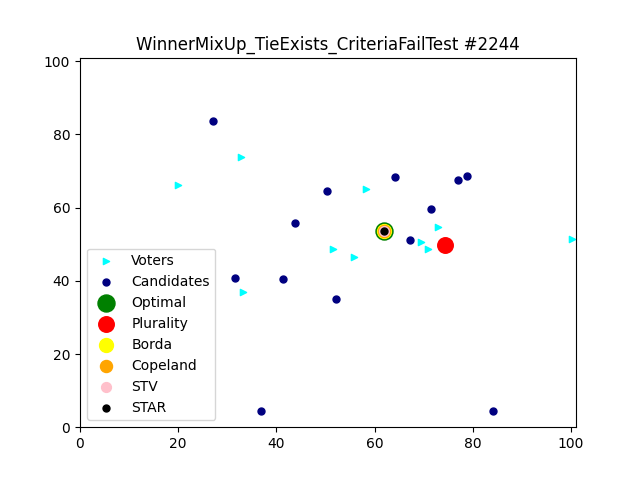 WinnerMixUp_TieExists_CriteriaFailTest #2244
100
80
60
40
20
0
Voters
Candidates
Optimal
Plurality
Borda
Copeland
STV
STAR
0 20 40 60 80 100